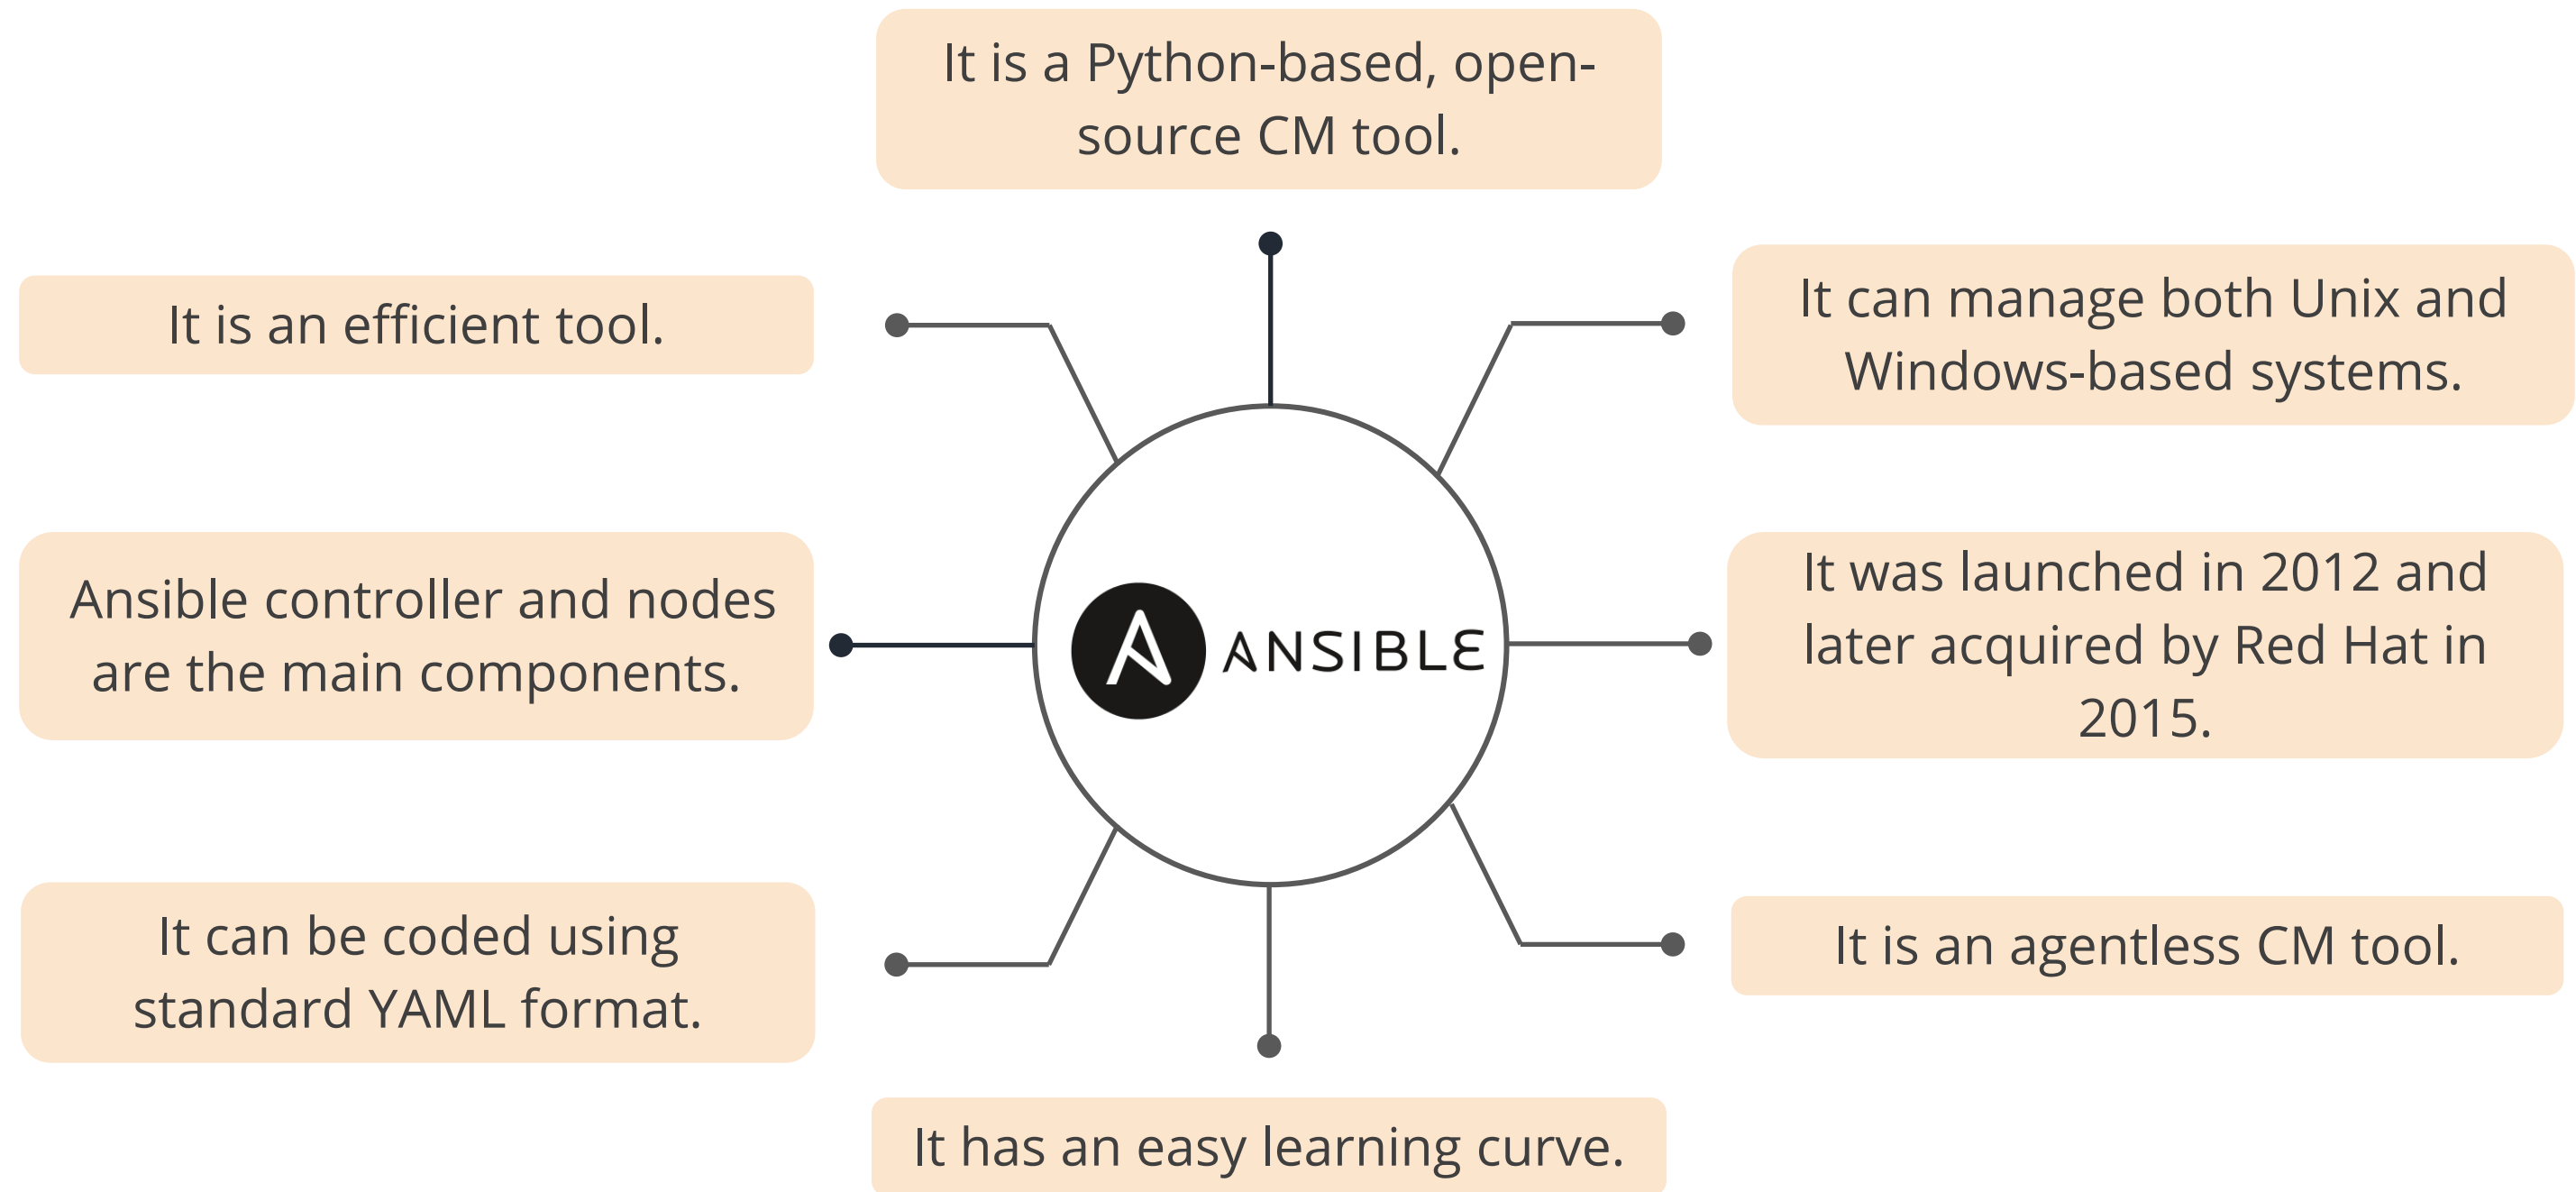 It is a Python-based, open-
source CM tool.
It is an efficient tool.
It can manage both Unix and
Windows-based systems.
Ansible controller and nodes
are the main components.
ANSIBLE
It was launched in 2012 and
later acquired by Red Hat in
2015.
It can be coded using
standard YAML format.
It is an agentless CM tool.
It has an easy learning curve.